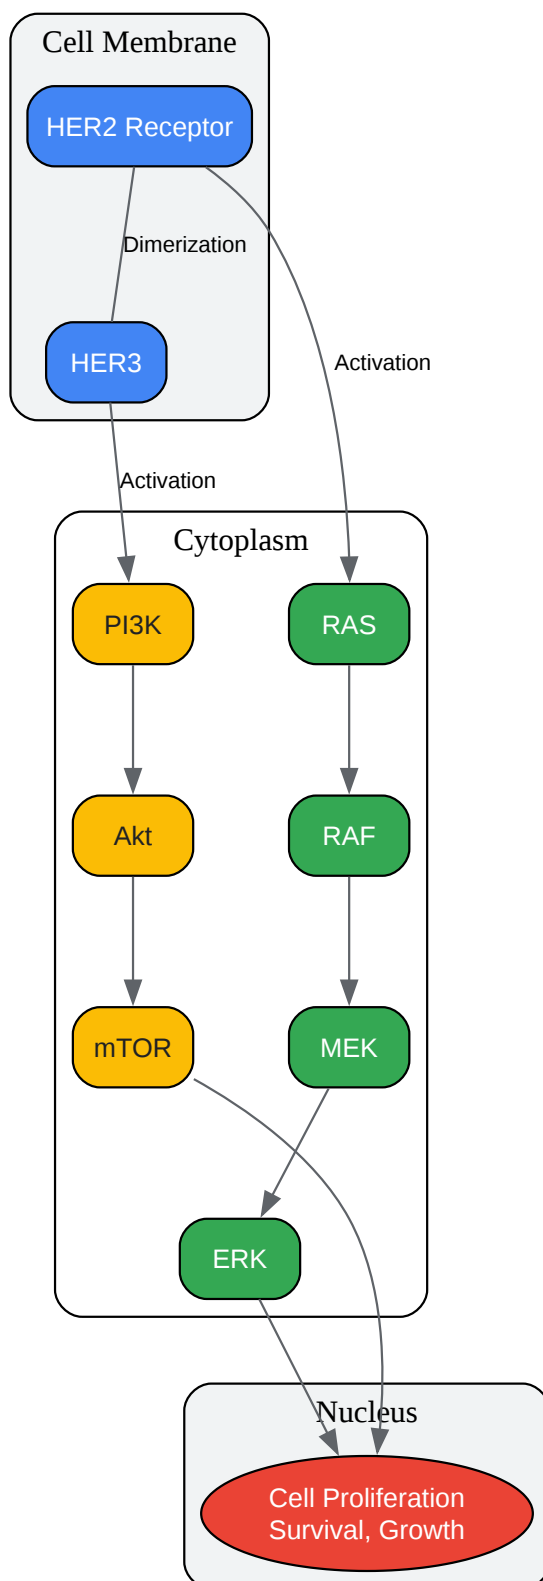 Cell Membrane
HER2 Receptor
Dimerization
HER3
Activation
Activation
Cytoplasm
PI3K
RAS
Akt
RAF
mTOR
MEK
ERK
Nucleus
Cell Proliferation
Survival, Growth